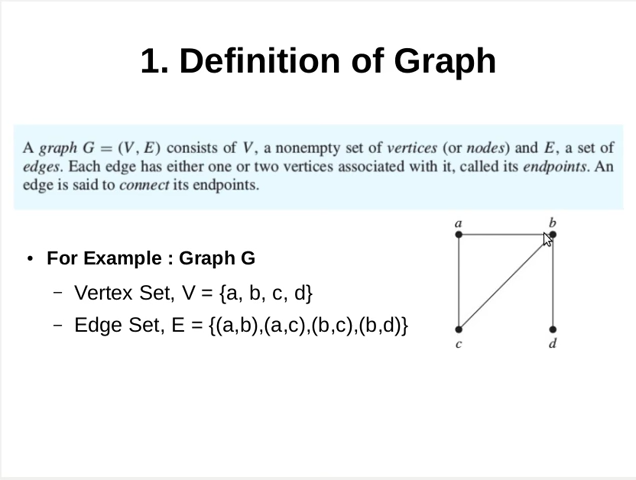 1. Definition of Graph
A graph G = (V, E) consists of V, a nonempty set of vertices (or nodes) and E, a set of
edges. Each edge has either one or two vertices associated with it, called its endpoints. An
edge is said to connect its endpoints.
a b
• For Example : Graph G
– Vertex Set, V = {a, b, c, d}
– Edge Set, E = {(a,b),(a,c),(b,c),(b,d)}
c d